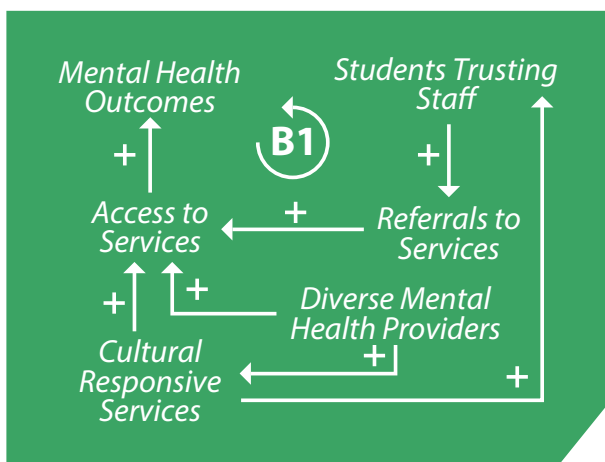 Mental Health
Outcomes
Students Trusting
Staff
B1
+
+
Access to
Services
+
Referrals to
Services
+
+
Diverse Mental
Health Providers
Cultural
Responsive
Services
+
+